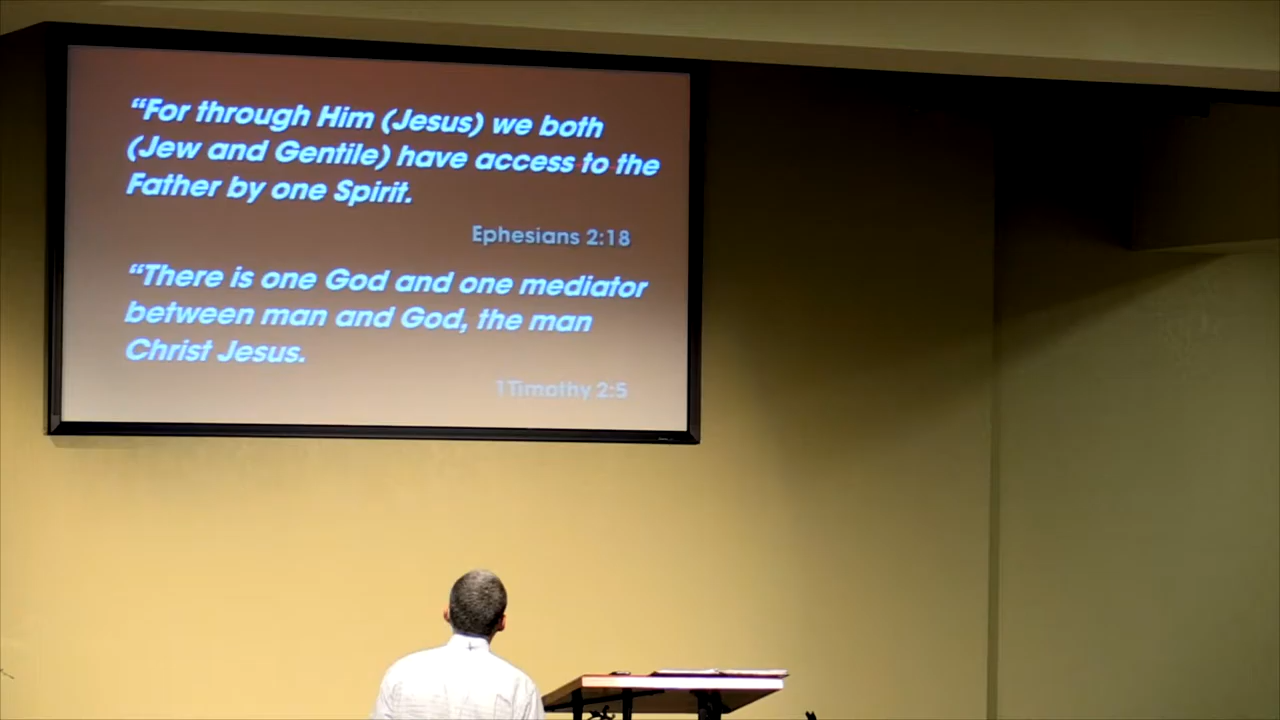 “For through Him (Jesus) we both
(Jew and Gentile) have access to the
Father by one Spirit.
Ephesians 2:18
“There is one God and one mediator
between man and God, the man
Christ Jesus.
1Timothy 2:5